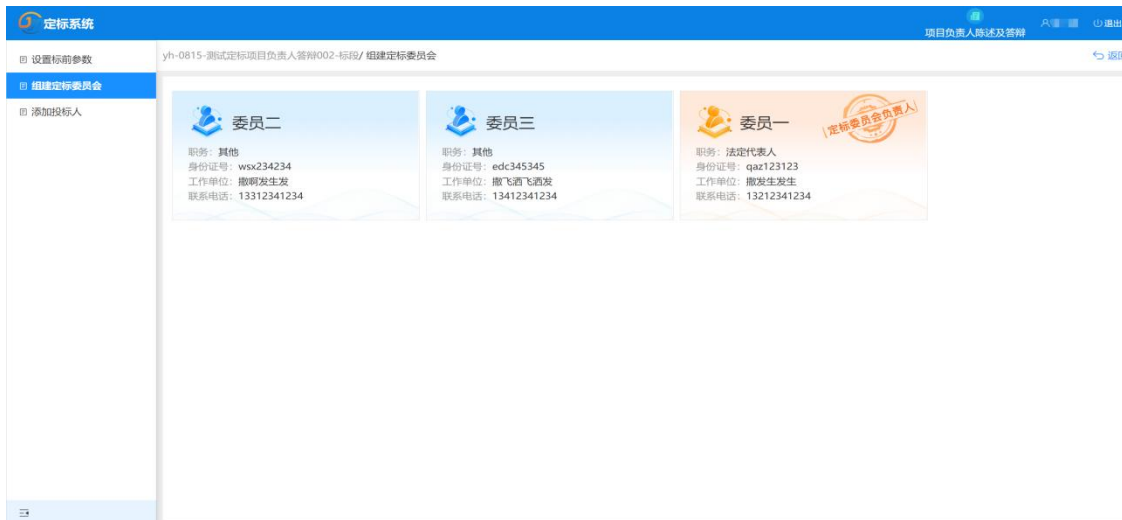 定标系统
项目负责人陈述及答辩
退出
设置标前参数
yh-0815-测试定标项目负责人答辩002-标段/ 组建定标委员会
返回
组建定标委员会
添加投标人
委员二
职务: 其他
身份证号: wsx234234
工作单位: 撒啊发生发
联系电话: 13312341234
委员三
职务: 其他
身份证号: edc345345
工作单位: 撒飞洒飞洒发
联系电话: 13412341234
委员一
定标委员会负责人
职务: 法定代表人
身份证号: qaz123123
工作单位: 撒发生发生
联系电话: 13212341234